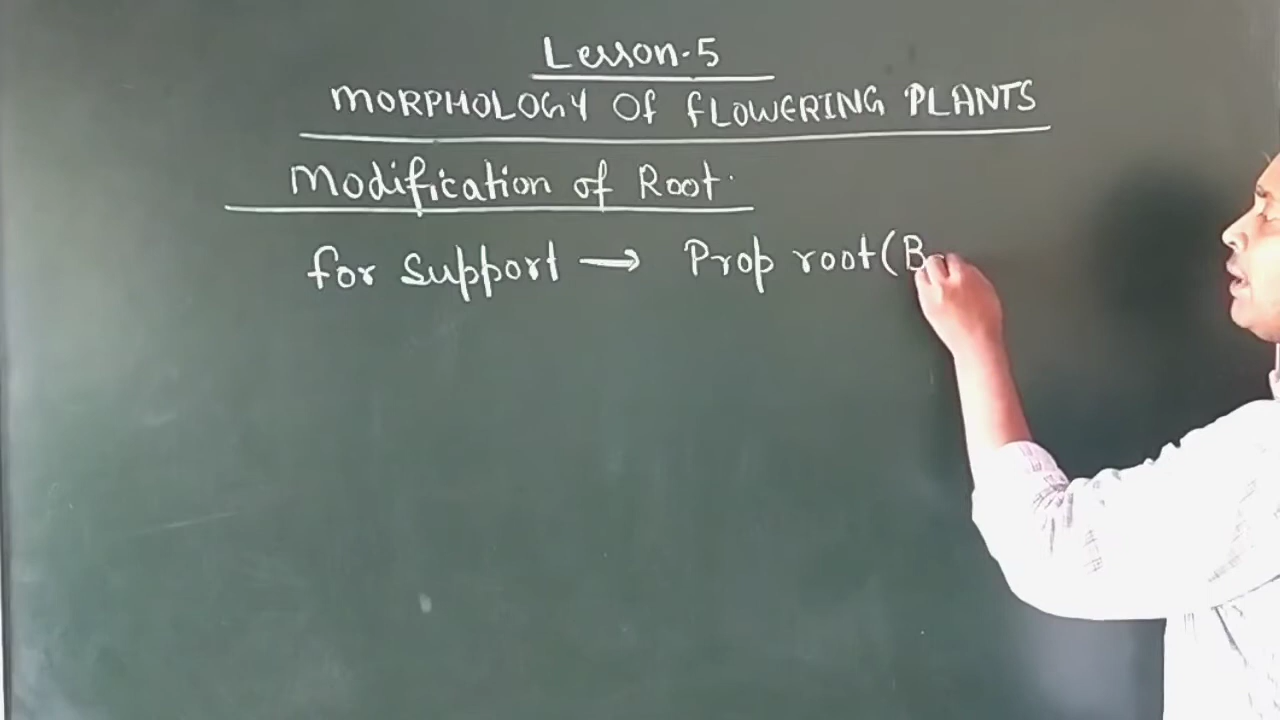 Lesson-5
MORPHOLOGY OF FLOWERING PLANTS
Modification of Root
for support → Prop root (B